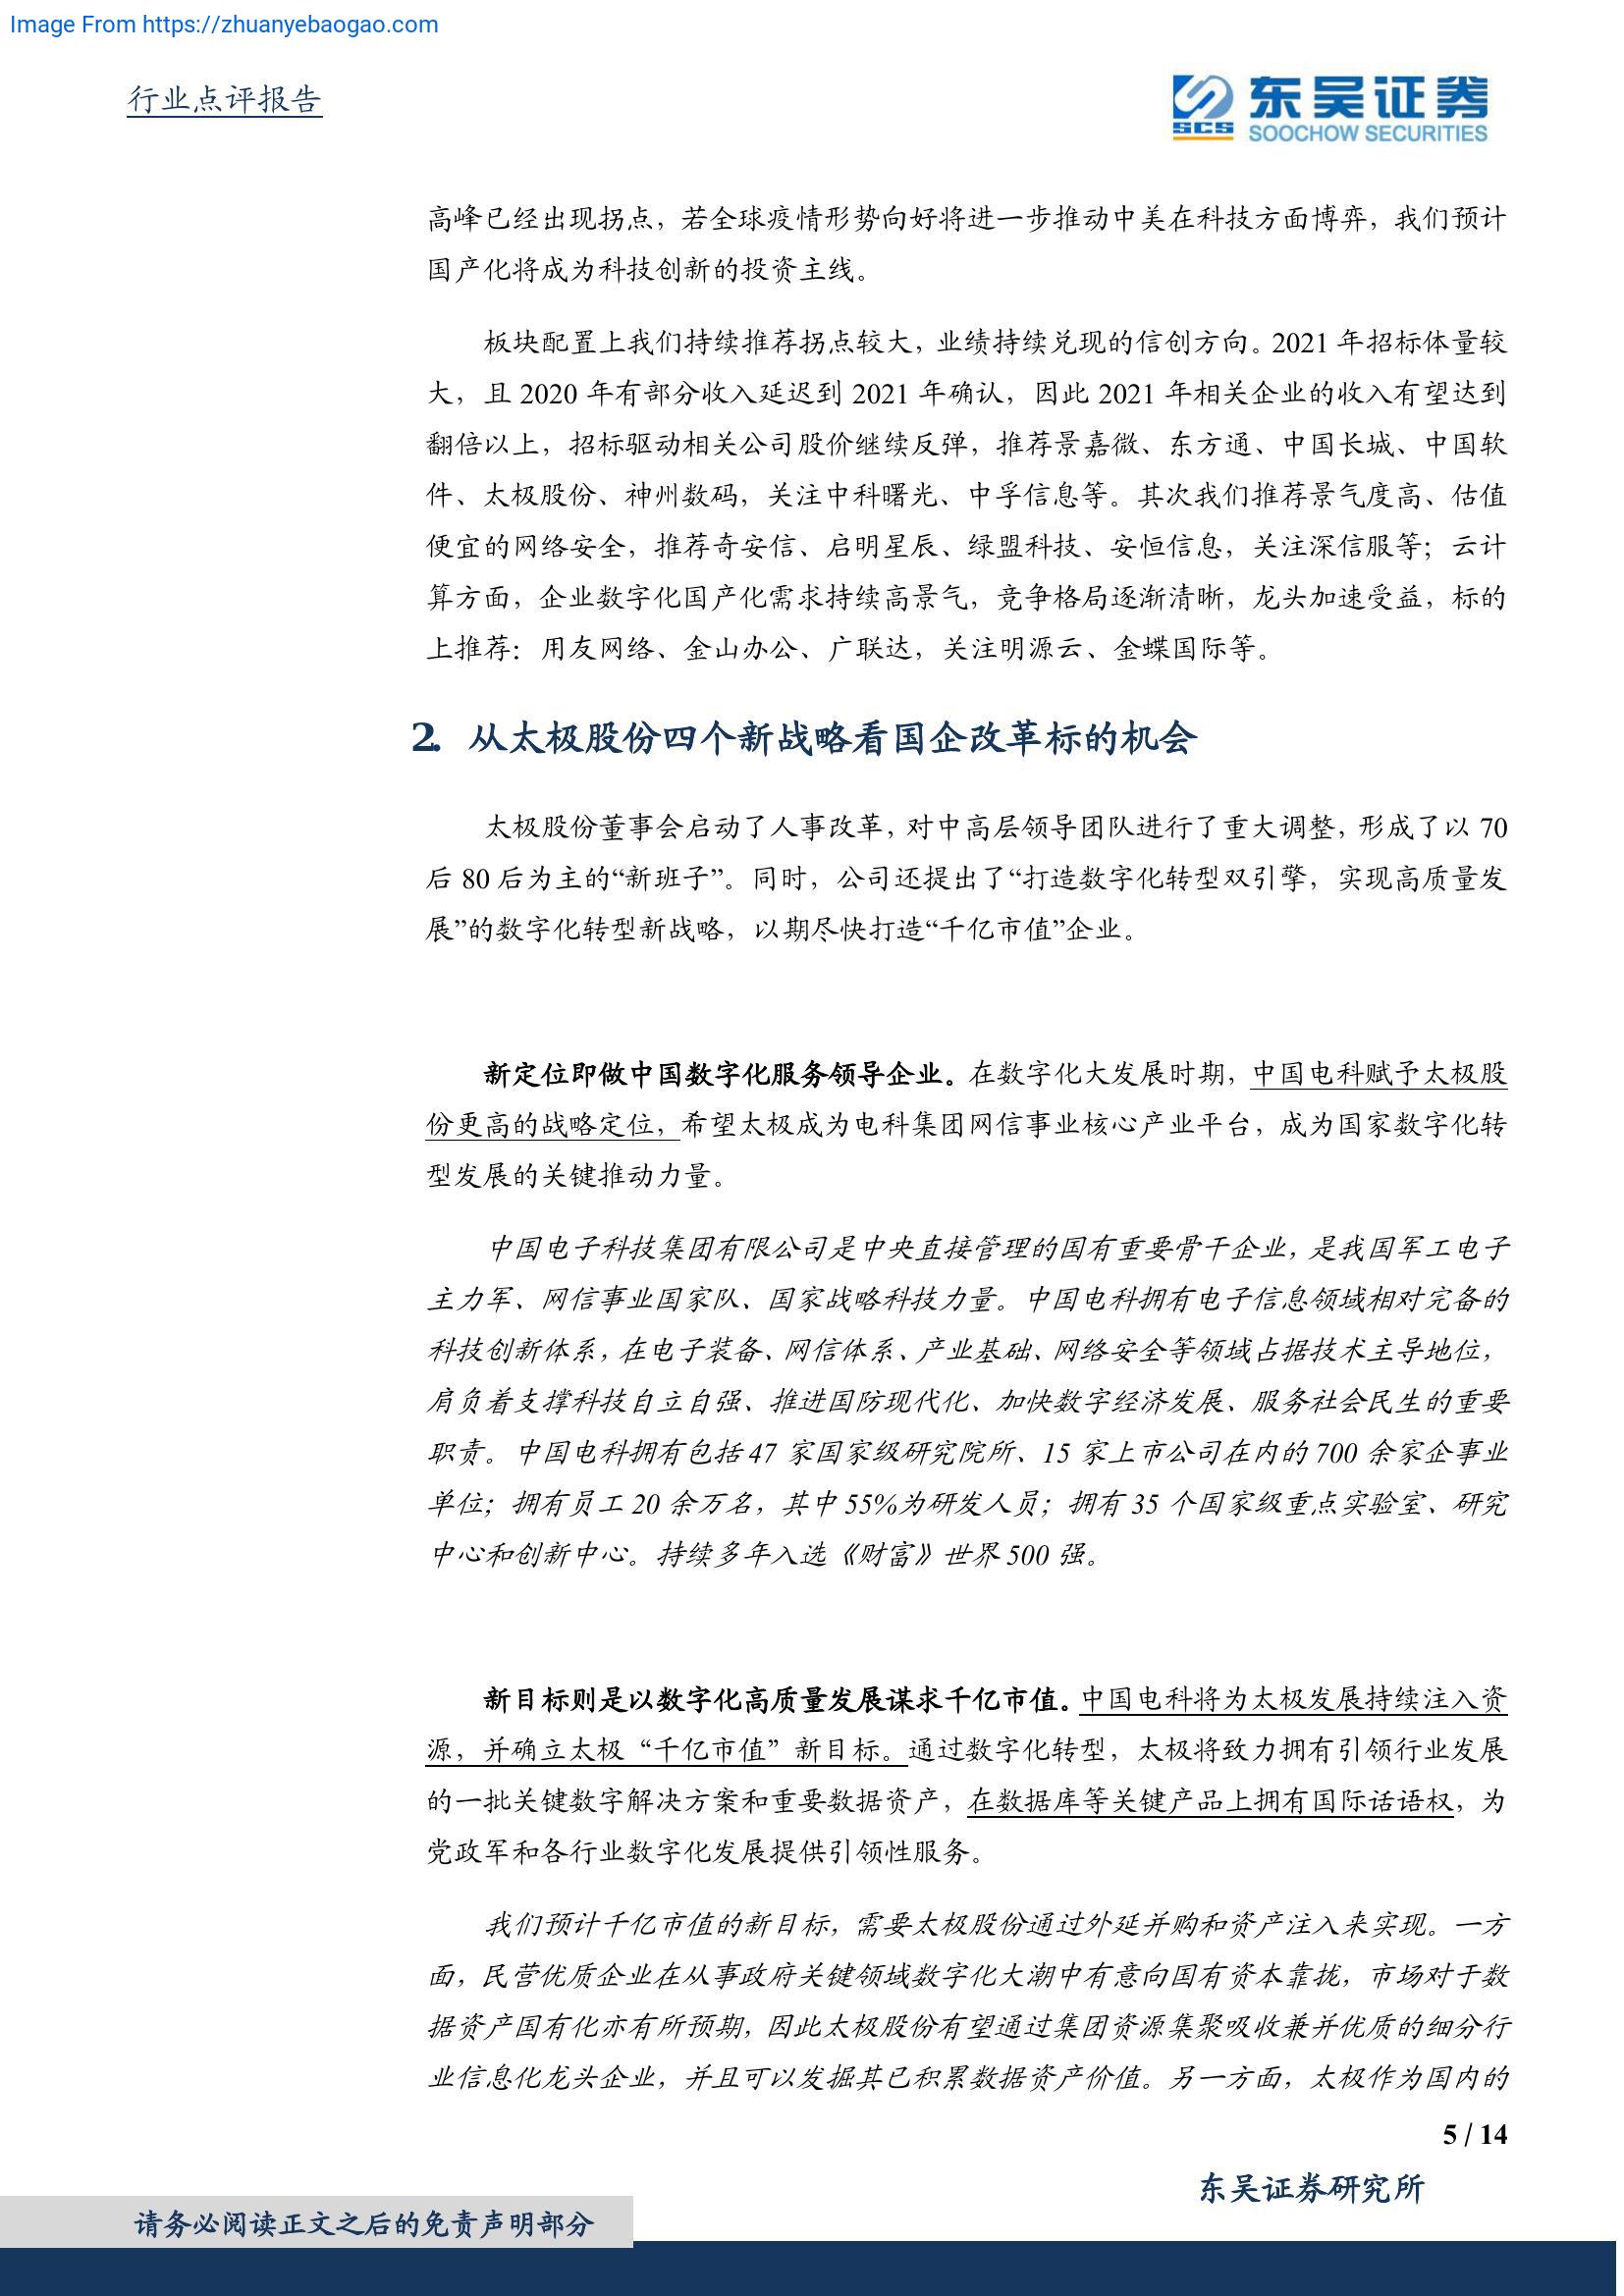 Image From https://zhuanyebaogao.com
行业点评报告
东吴证券
SCS
SOOCHOW SECURITIES
高峰已经出现拐点，若全球疫情形势向好将进一步推动中美在科技方面博弈，我们预计
国产化将成为科技创新的投资主线。
板块配置上我们持续推荐拐点较大，业绩持续兑现的信创方向。2021 年招标体量较
大，且 2020 年有部分收入延迟到 2021 年确认，因此 2021 年相关企业的收入有望达到
翻倍以上，招标驱动相关公司股价继续反弹，推荐景嘉微、东方通、中国长城、中国软
件、太极股份、神州数码，关注中科曙光、中孚信息等。其次我们推荐景气度高、估值
便宜的网络安全，推荐奇安信、启明星辰、绿盟科技、安恒信息，关注深信服等；云计
算方面，企业数字化国产化需求持续高景气，竞争格局逐渐清晰，龙头加速受益，标的
上推荐：用友网络、金山办公、广联达，关注明源云、金蝶国际等。
2. 从太极股份四个新战略看国企改革标的机会
太极股份董事会启动了人事改革，对中高层领导团队进行了重大调整，形成了以 70
后 80 后为主的“新班子”。同时，公司还提出了“打造数字化转型双引擎，实现高质量发
展”的数字化转型新战略，以期尽快打造“千亿市值”企业。
新定位即做中国数字化服务领导企业。在数字化大发展时期，中国电科赋予太极股
份更高的战略定位，希望太极成为电科集团网信事业核心产业平台，成为国家数字化转
型发展的关键推动力量。
中国电子科技集团有限公司是中央直接管理的国有重要骨干企业，是我国军工电子
主力军、网信事业国家队、国家战略科技力量。中国电科拥有电子信息领域相对完备的
科技创新体系，在电子装备、网信体系、产业基础、网络安全等领域占据技术主导地位，
肩负着支撑科技自立自强、推进国防现代化、加快数字经济发展、服务社会民生的重要
职责。中国电科拥有包括 47 家国家级研究院所、15 家上市公司在内的 700 余家企事业
单位；拥有员工 20 余万名，其中 55%为研发人员；拥有 35 个国家级重点实验室、研究
中心和创新中心。持续多年入选《财富》世界 500 强。
新目标则是以数字化高质量发展谋求千亿市值。中国电科将为太极发展持续注入资
源，并确立太极“千亿市值”新目标。通过数字化转型，太极将致力拥有引领行业发展
的一批关键数字解决方案和重要数据资产，在数据库等关键产品上拥有国际话语权，为
党政军和各行业数字化发展提供引领性服务。
我们预计千亿市值的新目标，需要太极股份通过外延并购和资产注入来实现。一方
面，民营优质企业在从事政府关键领域数字化大潮中有意向国有资本靠拢，市场对于数
据资产国有化亦有所预期，因此太极股份有望通过集团资源集聚吸收兼并优质的细分行
业信息化龙头企业，并且可以发掘其已积累数据资产价值。另一方面，太极作为国内的
5 / 14
东吴证券研究所
请务必阅读正文之后的免责声明部分